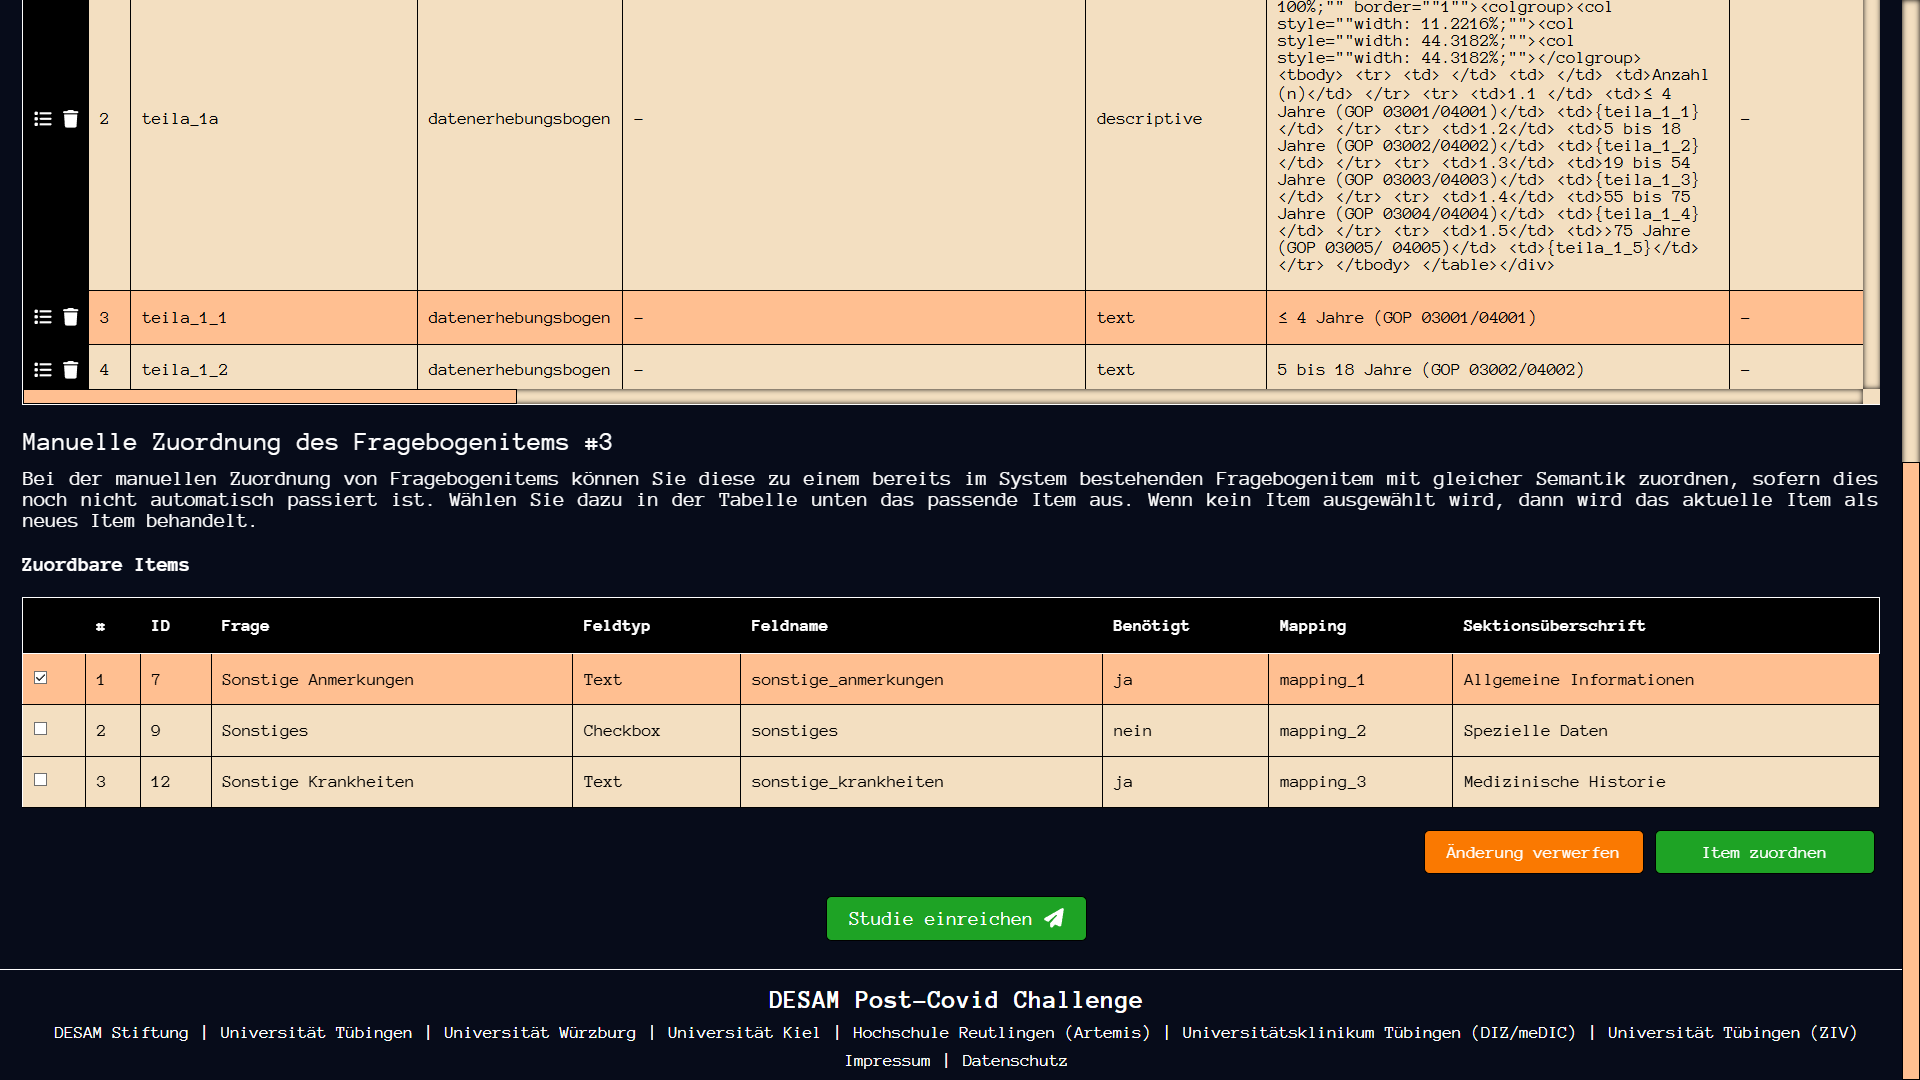 100%;"" border=""1""><colgroup><col
style=""width: 11.2216%;""><col
style=""width: 44.3182%;""><col
style=""width: 44.3182%;""></colgroup>
<tbody> <tr> <td> </td> <td> </td> <td>Anzahl
(n)</td> </tr> <tr> <td>1.1 </td> <td>≤ 4
Jahre (GOP 03001/04001)</td> <td>{teila_1_1}
</td> </tr> <tr> <td>1.2</td> <td>5 bis 18
Jahre (GOP 03002/04002)</td> <td>{teila_1_2}
</td> </tr> <tr> <td>1.3</td> <td>19 bis 54
Jahre (GOP 03003/04003)</td> <td>{teila_1_3}
</td> </tr> <tr> <td>1.4</td> <td>55 bis 75
Jahre (GOP 03004/04004)</td> <td>{teila_1_4}
</td> </tr> <tr> <td>1.5</td> <td>>75 Jahre
(GOP 03005/ 04005)</td> <td>{teila_1_5}</td>
</tr> </tbody> </table></div>
2 teila_1a datenerhebungsbogen – descriptive –
3 teila_1_1 datenerhebungsbogen – text ≤ 4 Jahre (GOP 03001/04001) –
4 teila_1_2 datenerhebungsbogen – text 5 bis 18 Jahre (GOP 03002/04002) –
Manuelle Zuordnung des Fragebogenitems #3
Bei der manuellen Zuordnung von Fragebogenitems können Sie diese zu einem bereits im System bestehenden Fragebogenitem mit gleicher Semantik zuordnen, sofern dies
noch nicht automatisch passiert ist. Wählen Sie dazu in der Tabelle unten das passende Item aus. Wenn kein Item ausgewählt wird, dann wird das aktuelle Item als
neues Item behandelt.
Zuordbare Items
# ID Frage Feldtyp Feldname Benötigt Mapping Sektionsüberschrift
1 7 Sonstige Anmerkungen Text sonstige_anmerkungen ja mapping_1 Allgemeine Informationen
2 9 Sonstiges Checkbox sonstiges nein mapping_2 Spezielle Daten
3 12 Sonstige Krankheiten Text sonstige_krankheiten ja mapping_3 Medizinische Historie
Änderung verwerfen Item zuordnen
Studie einreichen
DESAM Post-Covid Challenge
DESAM Stiftung | Universität Tübingen | Universität Würzburg | Universität Kiel | Hochschule Reutlingen (Artemis) | Universitätsklinikum Tübingen (DIZ/meDIC) | Universität Tübingen (ZIV)
Impressum | Datenschutz